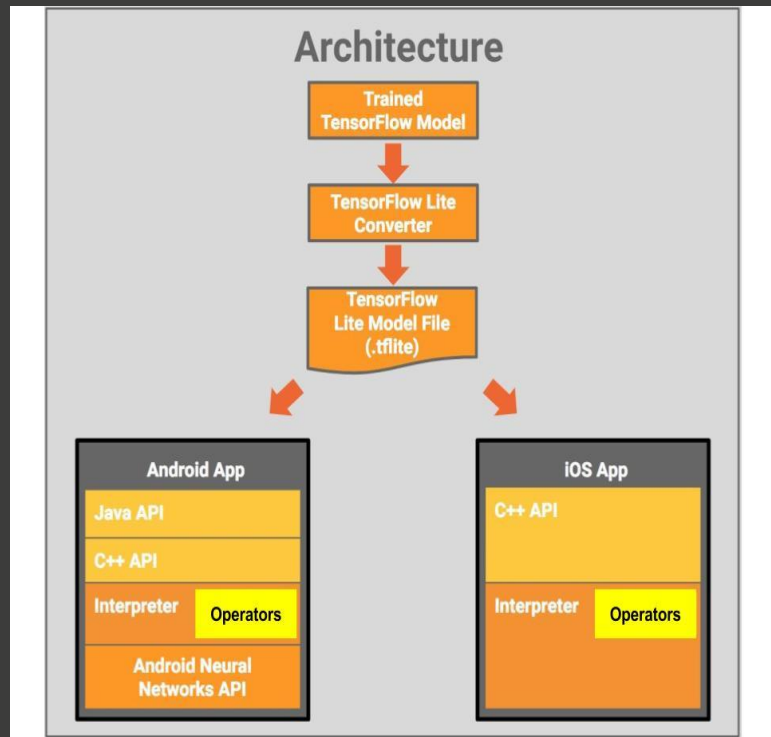 Architecture
Trained
TensorFlow Model
TensorFlow Lite
Converter
TensorFlow
Lite Model File
(.tflite)
Android App
Java API
C++ API
Interpreter
Operators
Android Neural
Networks API
iOS App
C++ API
Interpreter
Operators